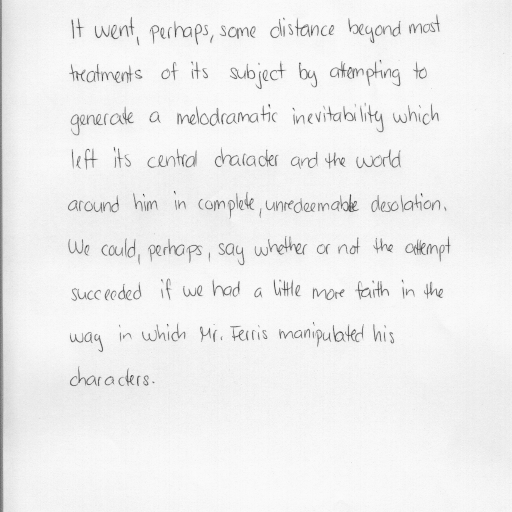 It went, perhaps, some distance beyond most
treatments of its subject by attempting to
generate a melodramatic inevitability which
left its central character and the world
around him in complete, unredeemable desolation.
We could, perhaps, say whether or not the attempt
succeeded if we had a little more faith in the
way in which Mr. Ferris manipulated his
characters.